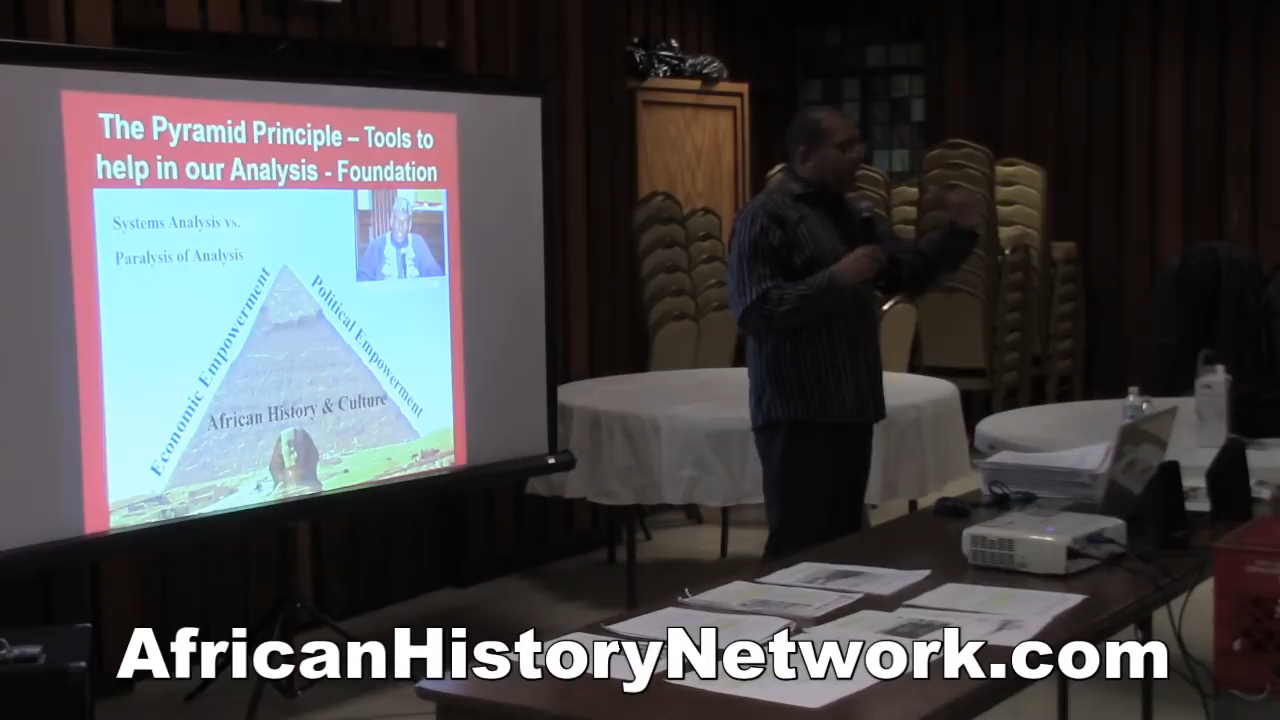 The Pyramid Principle – Tools to
help in our Analysis - Foundation
Systems Analysis vs.
Paralysis of Analysis
Economic Empowerment
Political Empowerment
African History & Culture
AfricanHistoryNetwork.com